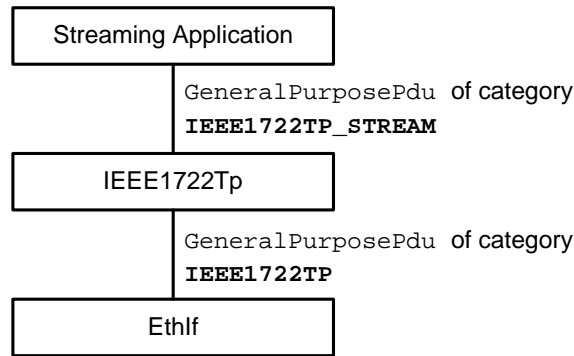 Streaming Application
GeneralPurposePdu of category
IEEE1722TP_STREAM
IEEE1722Tp
GeneralPurposePdu of category
IEEE1722TP
EthIf